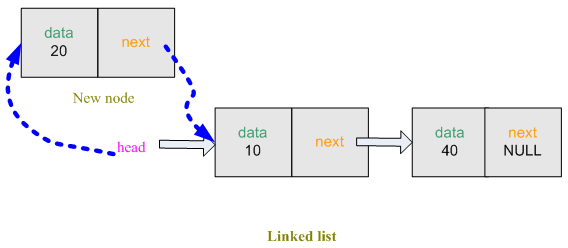 data
20
next
New node
head
data
10
next
data
40
next
NULL
Linked list